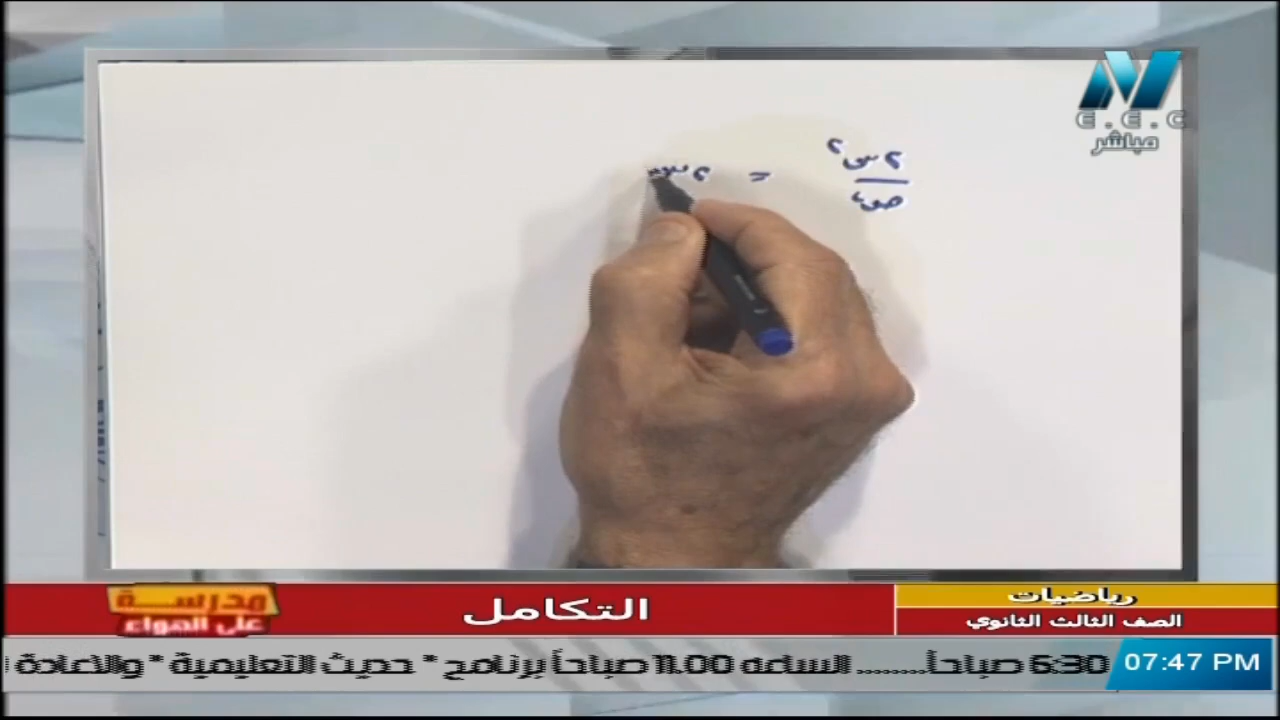 E.E.C
مباشر
رياضيات
الصف الثالث الثانوي
التكامل
مدرسة
على الهواء
07:47 PM
6:30 صباحاً........ الساعه 11.00 صباحاً برنامج " حديث التعليمية " والاعادة